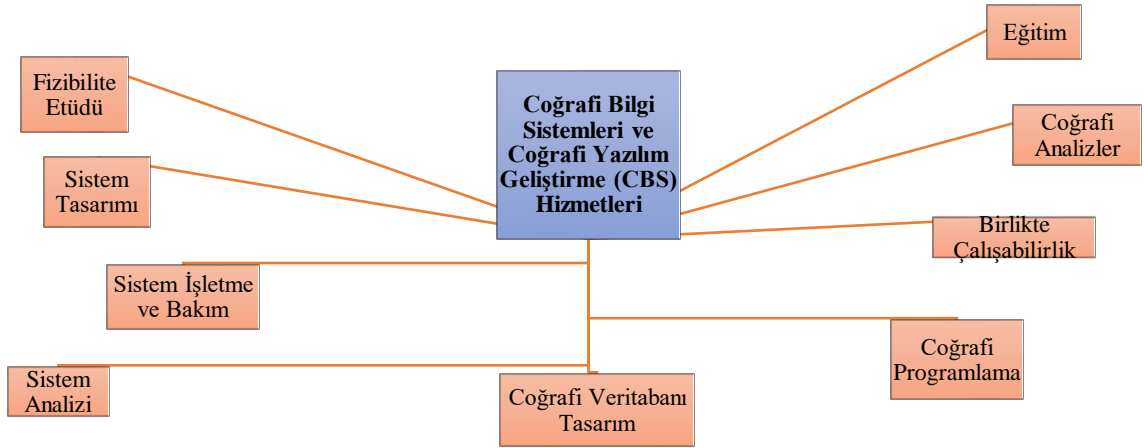 Eğitim
Fizibilite
Etüdü
Coğrafi Bilgi
Sistemleri ve
Coğrafi Yazılım
Geliştirme (CBS)
Hizmetleri
Coğrafi
Analizler
Sistem
Tasarımı
Birlikte
Çalışabilirlik
Sistem İşletme
ve Bakım
Coğrafi
Programlama
Sistem
Analizi
Coğrafi Veritabanı
Tasarım